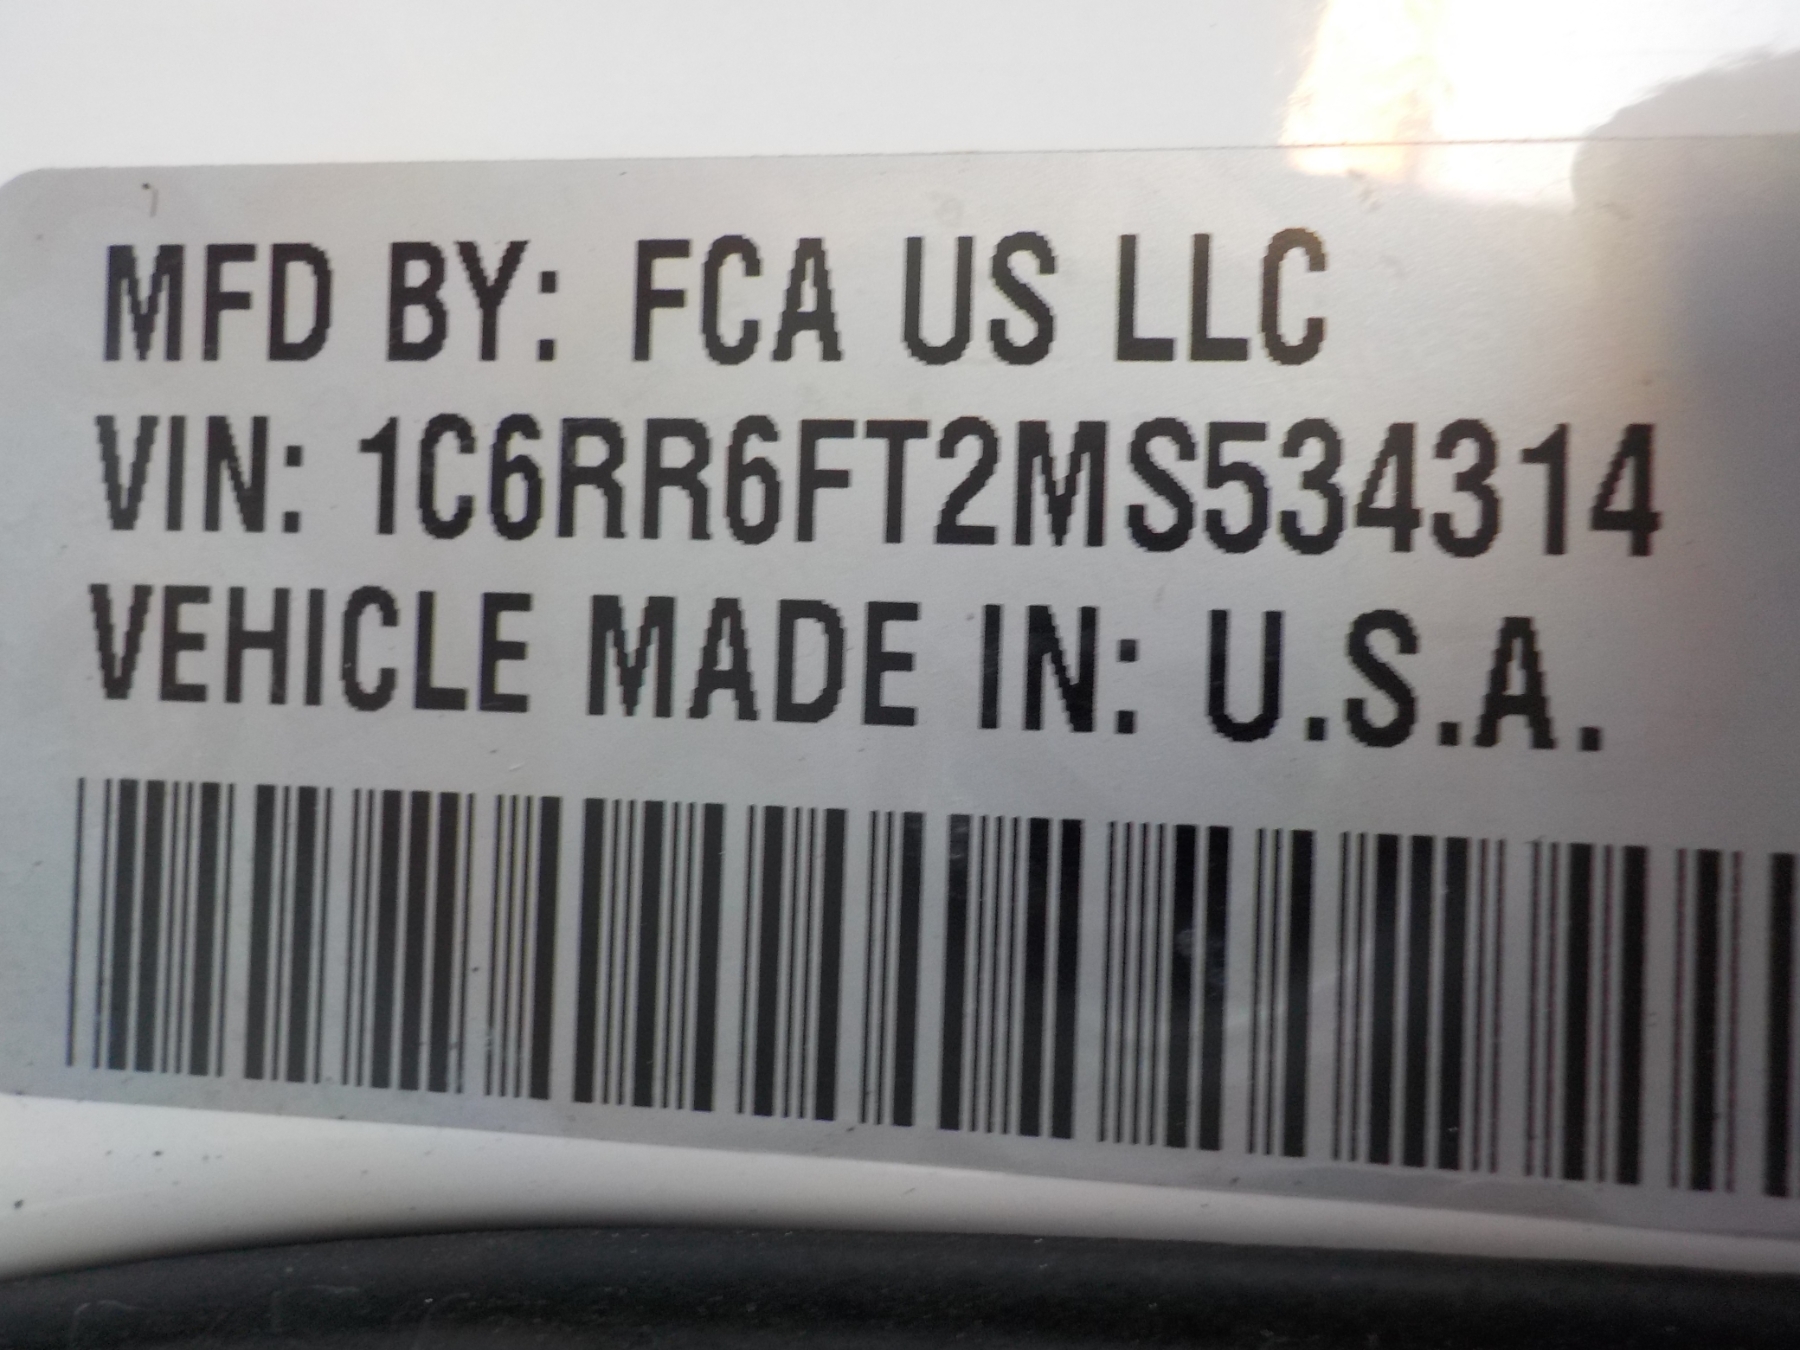 MFD BY: FCA US LLC
VIN: 1C6RR6FT2MS534314
VEHICLE MADE IN: U.S.A.